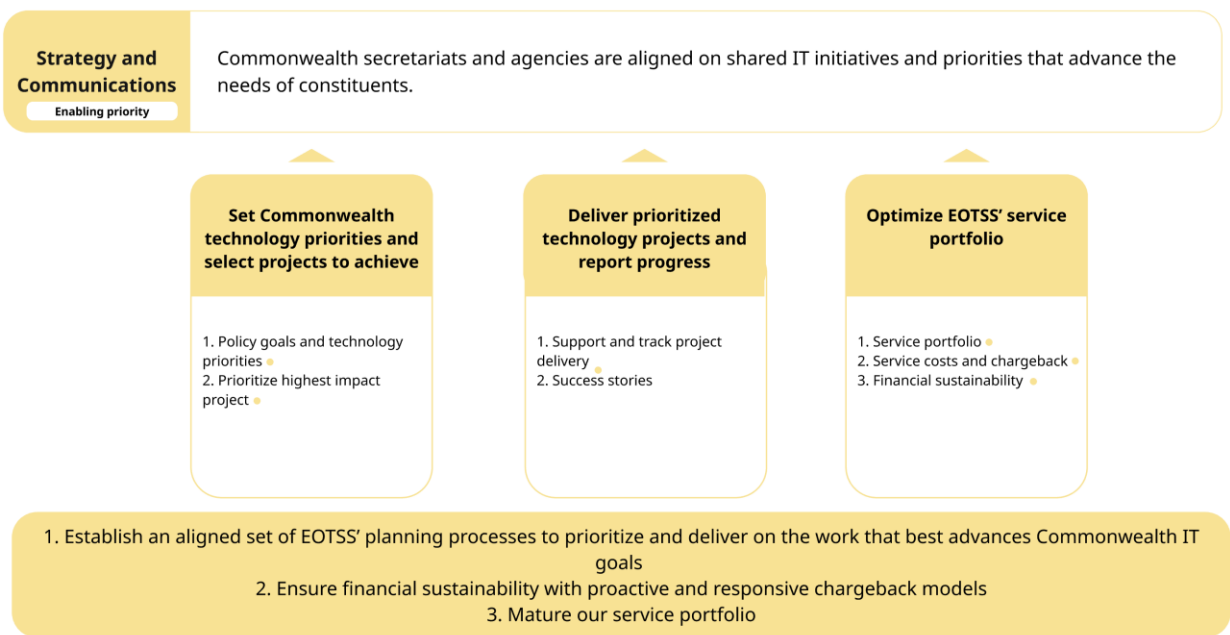 Strategy and
Communications
Enabling priority
Commonwealth secretariats and agencies are aligned on shared IT initiatives and priorities that advance the
needs of constituents.
Set Commonwealth
technology priorities and
select projects to achieve
1. Policy goals and technology
priorities
2. Prioritize highest impact
project
Deliver prioritized
technology projects and
report progress
1. Support and track project
delivery
2. Success stories
Optimize EOTSS’ service
portfolio
1. Service portfolio
2. Service costs and chargeback
3. Financial sustainability
1. Establish an aligned set of EOTSS’ planning processes to prioritize and deliver on the work that best advances Commonwealth IT
goals
2. Ensure financial sustainability with proactive and responsive chargeback models
3. Mature our service portfolio